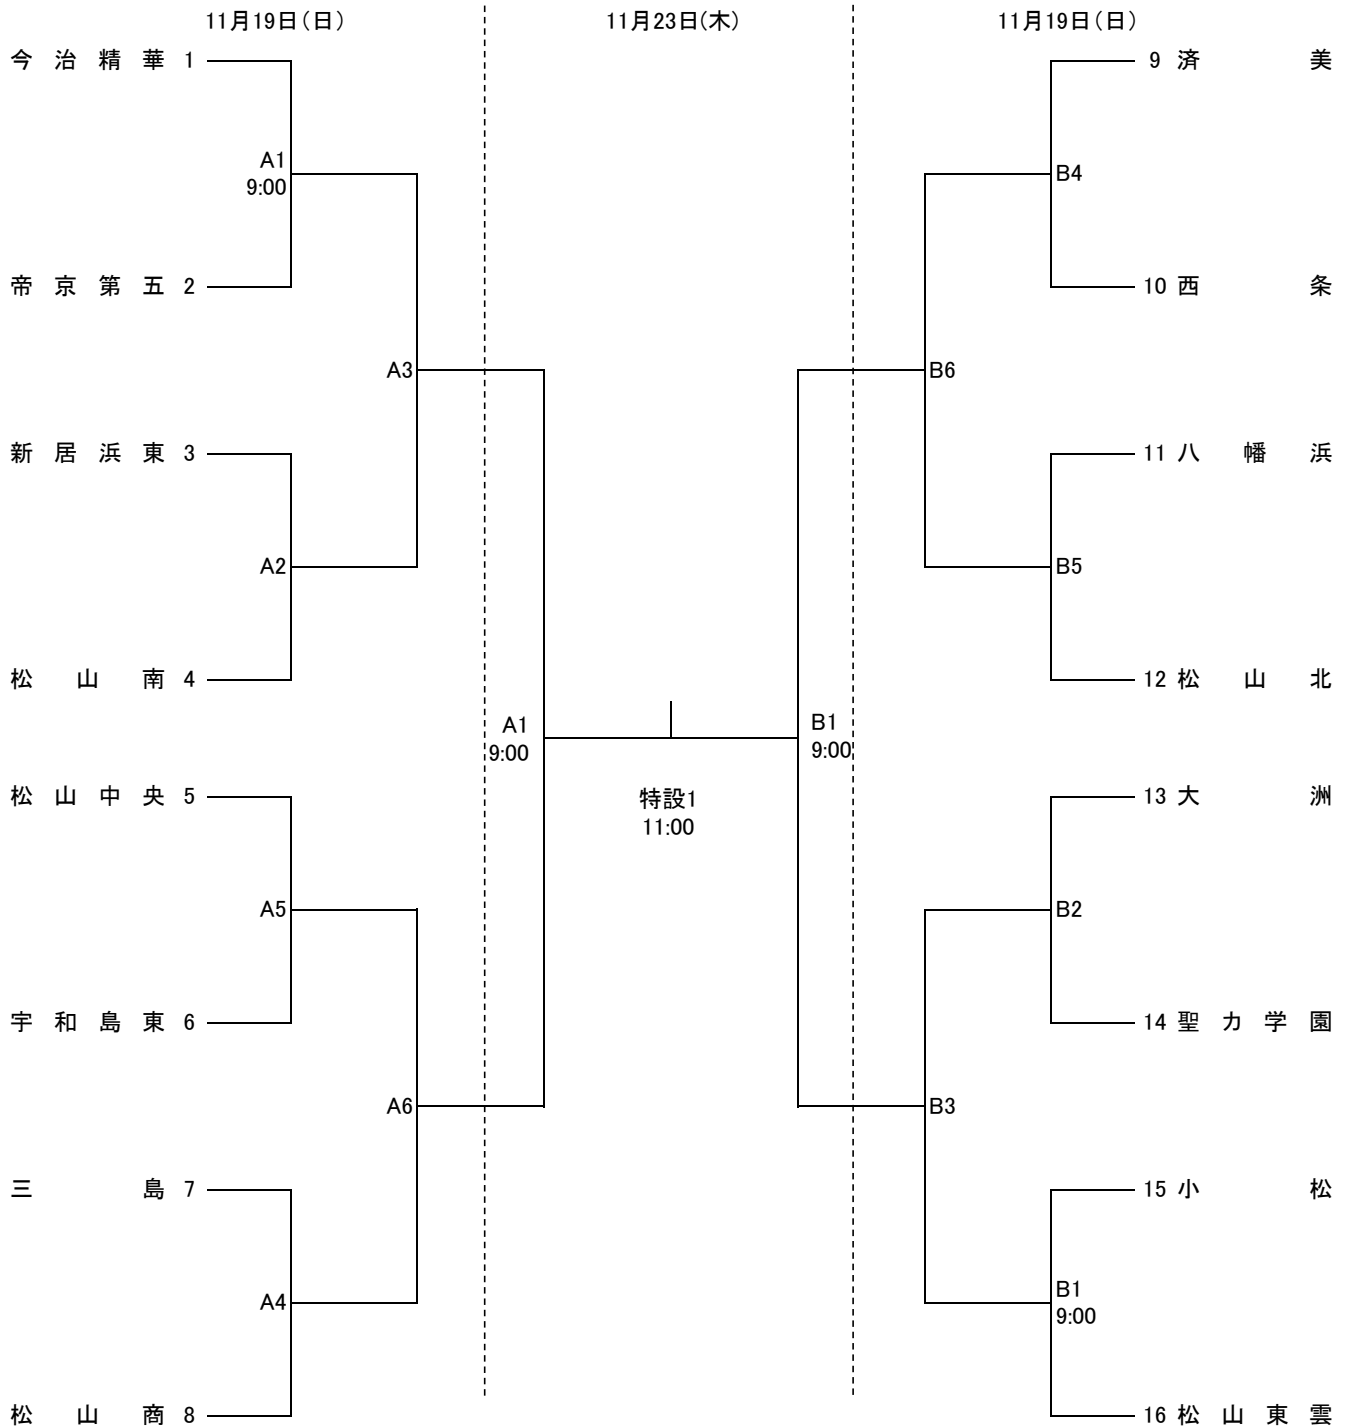 11月19日(日)
11月23日(木)
11月19日(日)
今治精華 1
9 済美
A1
9:00
B4
帝京第五 2
10 西条
A3
B6
新居浜東 3
11 八幡浜
A2
B5
松山南 4
12 松山北
A1
9:00
B1
9:00
松山中央 5
特設1
11:00
13 大洲
A5
B2
宇和島東 6
14 聖カ学園
A6
B3
三島 7
15 小松
A4
B1
9:00
松山商 8
16 松山東雲